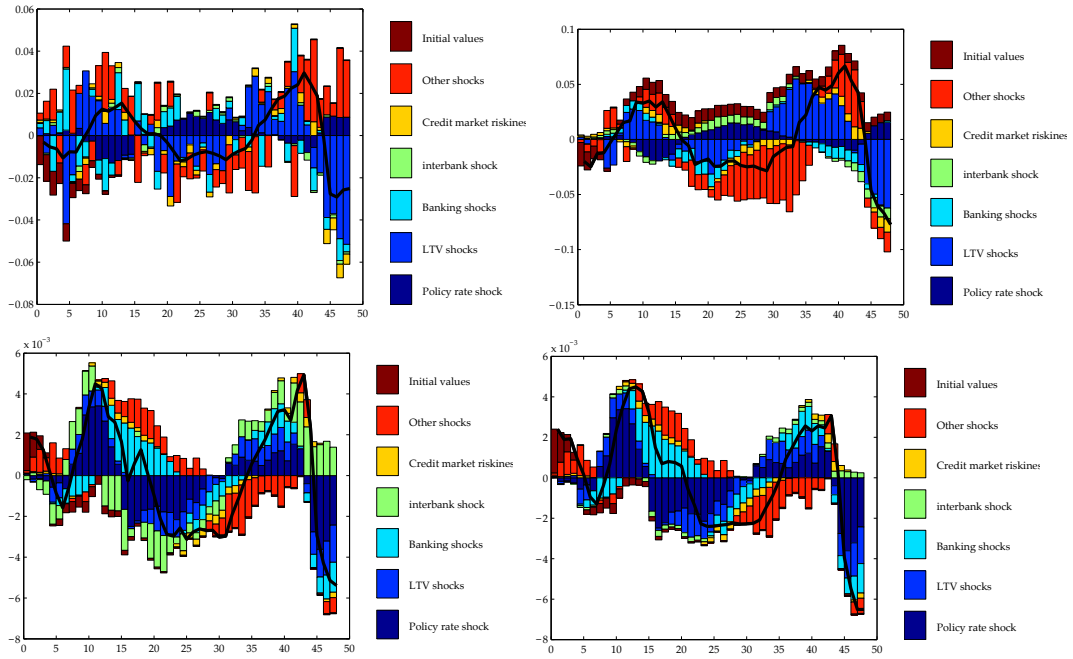 0.06
0.04
0.02
0
−0.02
−0.04
−0.06
−0.08
0 5 10 15 20 25 30 35 40 45 50
Initial values
Other shocks
Credit market riskines
interbank shock
Banking shocks
LTV shocks
Policy rate shock
0.1
0.05
0
−0.05
−0.1
−0.15
0 5 10 15 20 25 30 35 40 45 50
Initial values
Other shocks
Credit market riskines
interbank shock
Banking shocks
LTV shocks
Policy rate shock
x 10⁻³
6
4
2
0
−2
−4
−6
−8
0 5 10 15 20 25 30 35 40 45 50
Initial values
Other shocks
Credit market riskines
interbank shock
Banking shocks
LTV shocks
Policy rate shock
x 10⁻³
6
4
2
0
−2
−4
−6
−8
0 5 10 15 20 25 30 35 40 45 50
Initial values
Other shocks
Credit market riskines
interbank shock
Banking shocks
LTV shocks
Policy rate shock